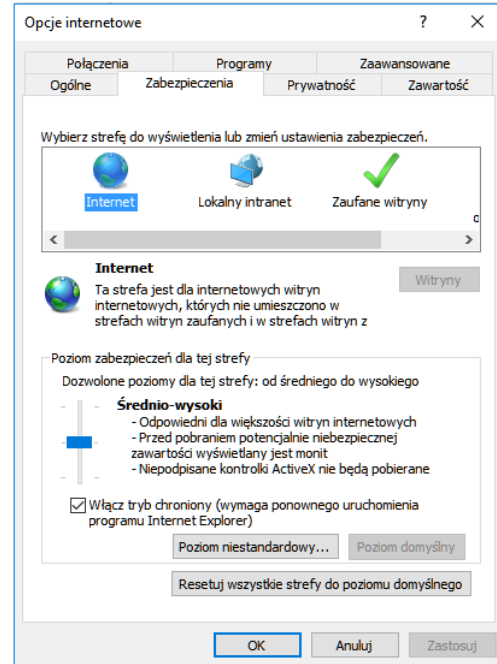 Opcje internetowe
Połączenia Programy Zaawansowane
Ogólne Zabezpieczenia Prywatność Zawartość
Wybierz strefę do wyświetlenia lub zmień ustawienia zabezpieczeń.
Internet Lokalny intranet Zaufane witryny
Internet
Witryny
Ta strefa jest dla internetowych witryn
internetowych, których nie umieszczono w
strefach witryn zaufanych i w strefach witryn z
Poziom zabezpieczeń dla tej strefy
Dozwolone poziomy dla tej strefy: od średniego do wysokiego
Średnio-wysoki
- Odpowiedni dla większości witryn internetowych
- Przed pobraniem potencjalnie niebezpiecznej
zawartości wyświetlany jest monit
- Niepodpisane kontrolki ActiveX nie będą pobierane
Włącz tryb chroniony (wymaga ponownego uruchomienia
programu Internet Explorer)
Poziom niestandardowy... Poziom domyślny
Resetuj wszystkie strefy do poziomu domyślnego
OK Anuluj Zastosuj